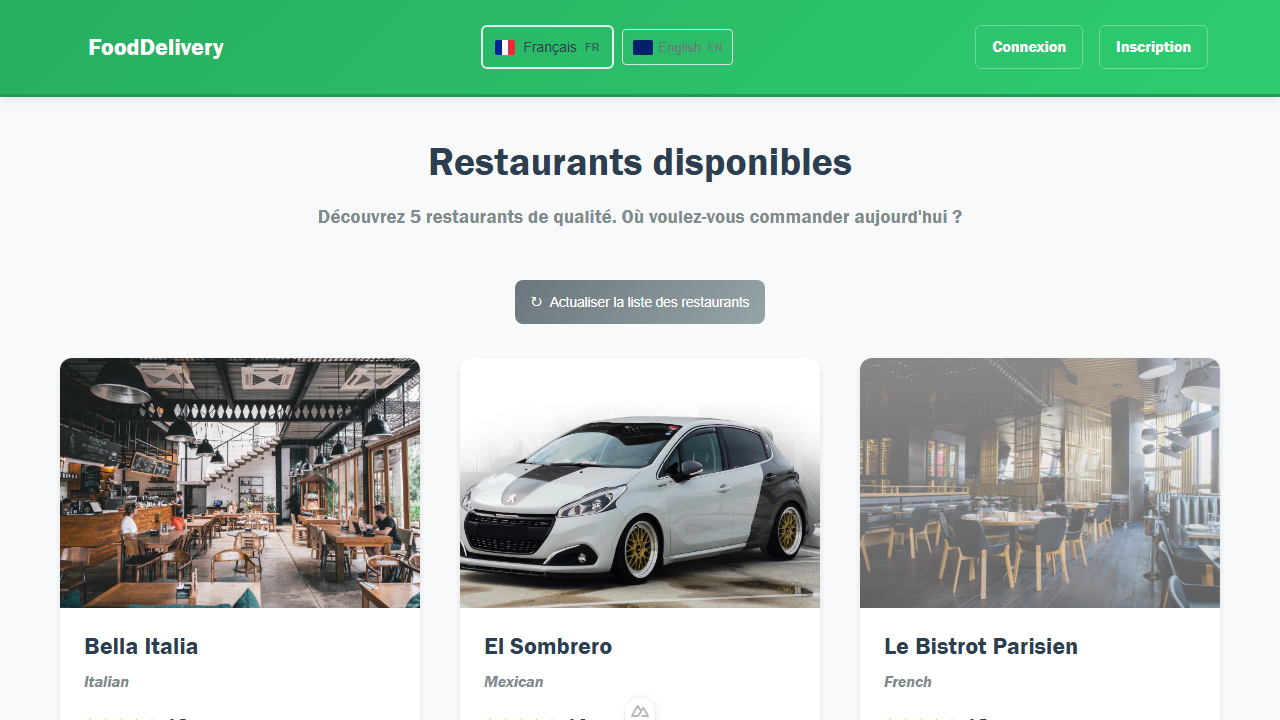 FoodDelivery
Français FR
English EN
Connexion
Inscription
Restaurants disponibles
Découvrez 5 restaurants de qualité. Où voulez-vous commander aujourd'hui ?
↻ Actualiser la liste des restaurants
Bella Italia
El Sombrero
Le Bistrot Parisien
Italian
Mexican
French